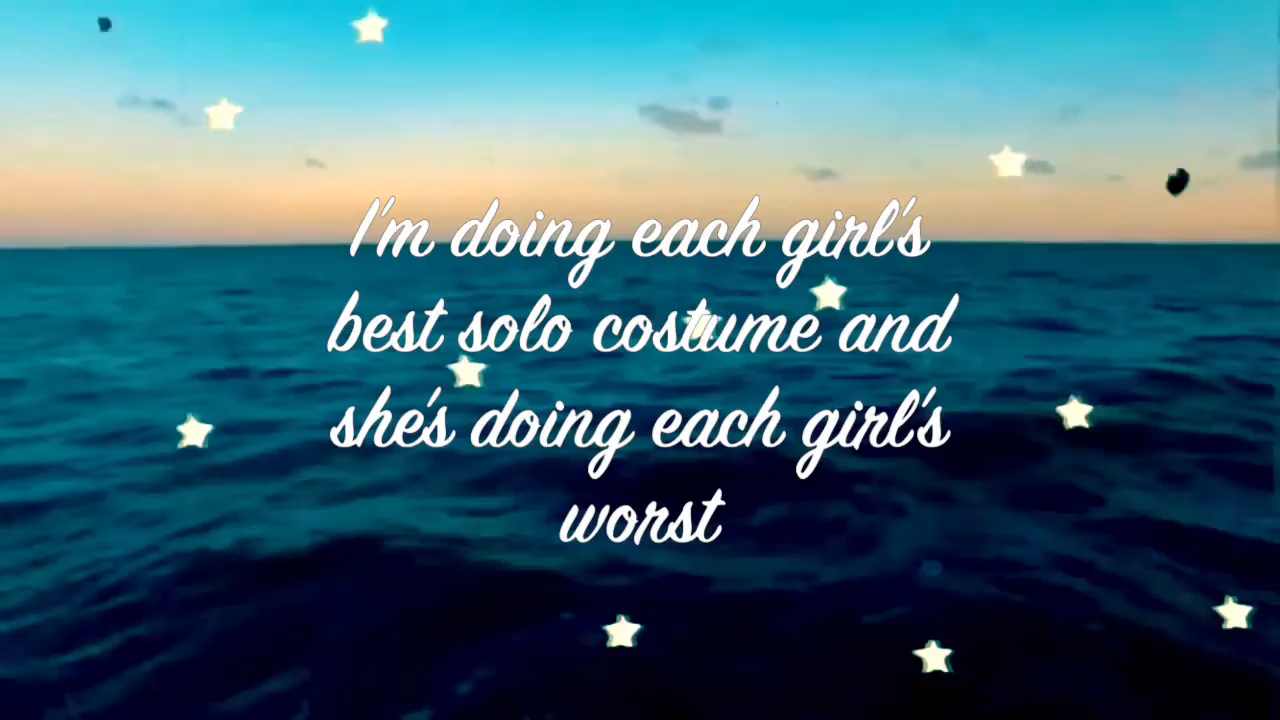 I'm doing each girl's
best solo costume and
she's doing each girl's
worst